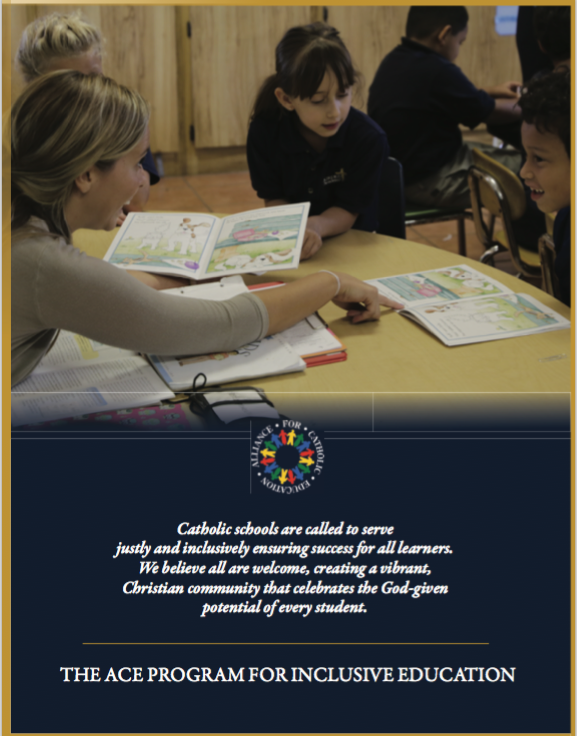 ALLIANCE • FOR • CATHOLIC • EDUCATION •
Catholic schools are called to serve
justly and inclusively ensuring success for all learners.
We believe all are welcome, creating a vibrant,
Christian community that celebrates the God-given
potential of every student.
THE ACE PROGRAM FOR INCLUSIVE EDUCATION